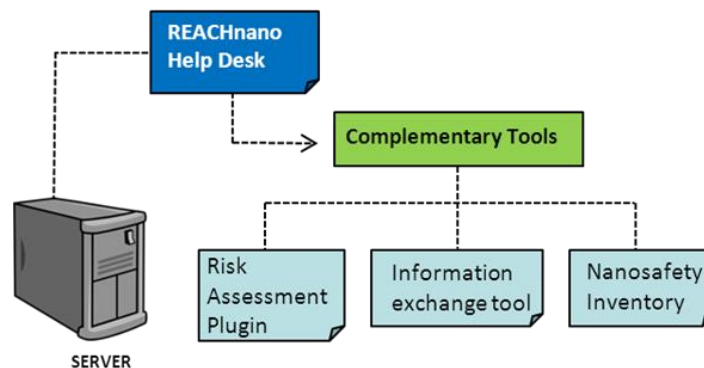 REACHnano
Help Desk
Complementary Tools
Risk
Assessment
Plugin
Information
exchange tool
Nanosafety
Inventory
SERVER